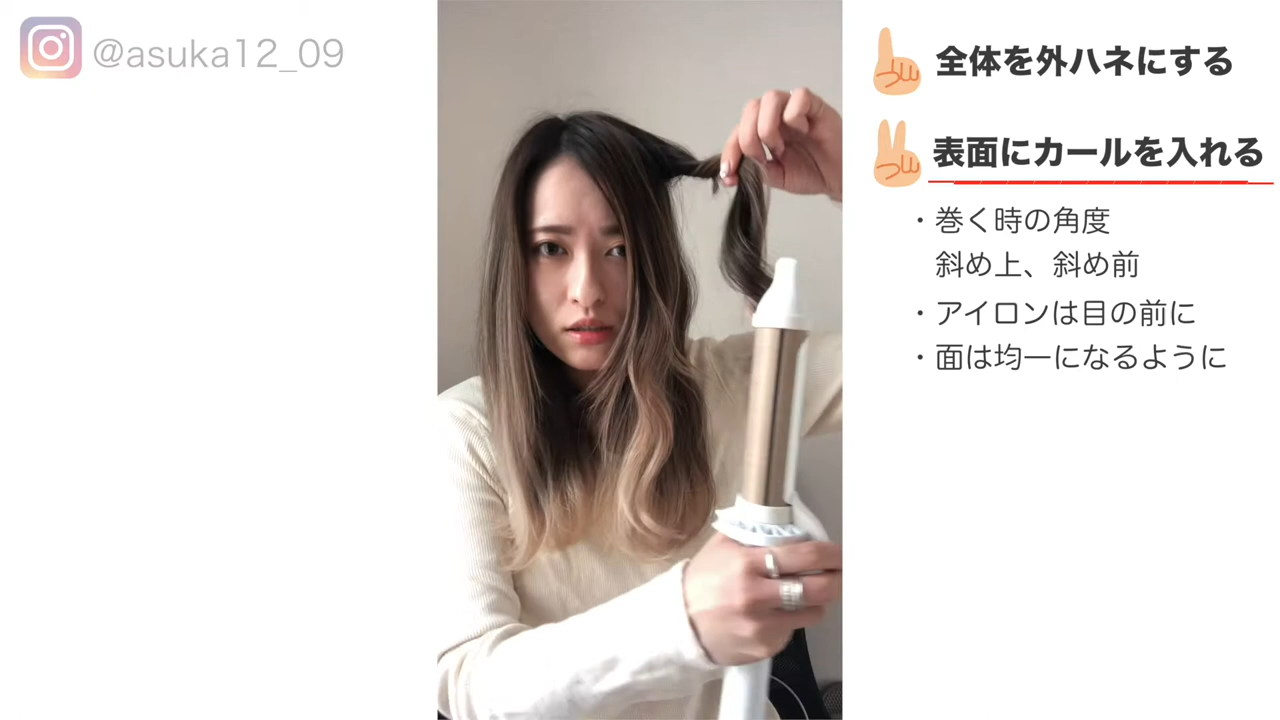 @asuka12_09
全体を外ハネにする
表面にカールを入れる
・巻く時の角度
斜め上、斜め前
・アイロンは目の前に
・面は均一になるように